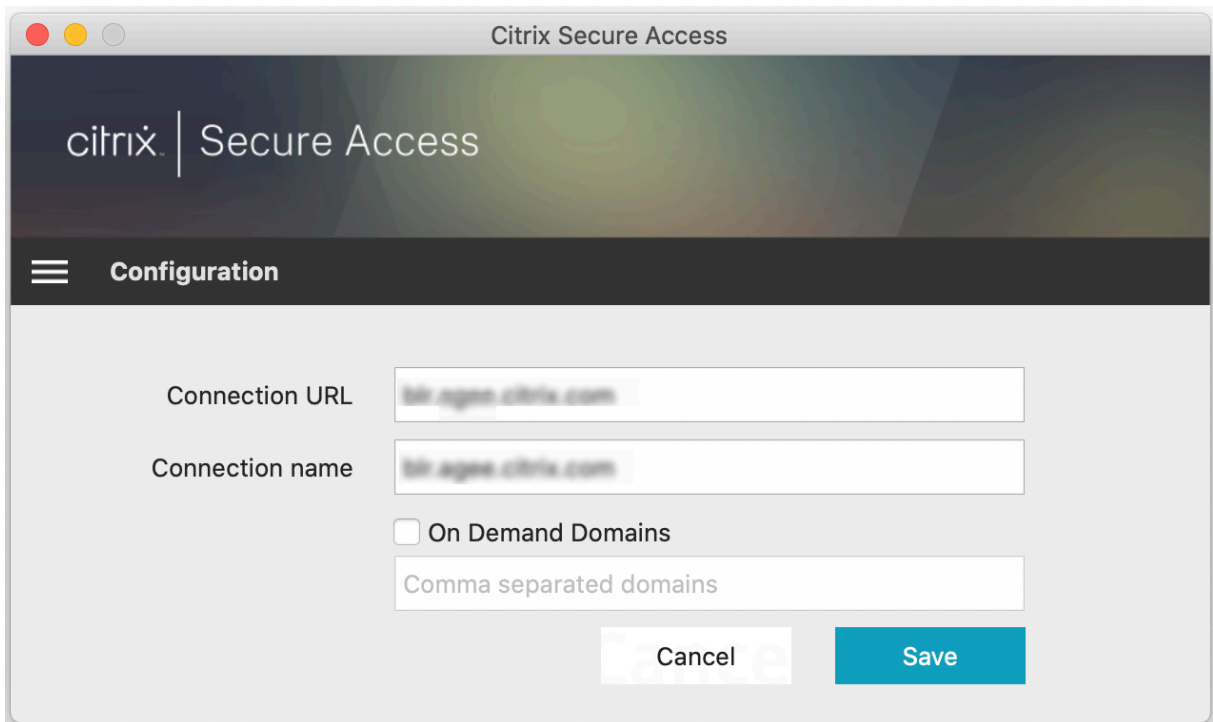 Citrix Secure Access
citrix | Secure Access
Configuration
Connection URL
Connection name
On Demand Domains
Comma separated domains
Cancel Save